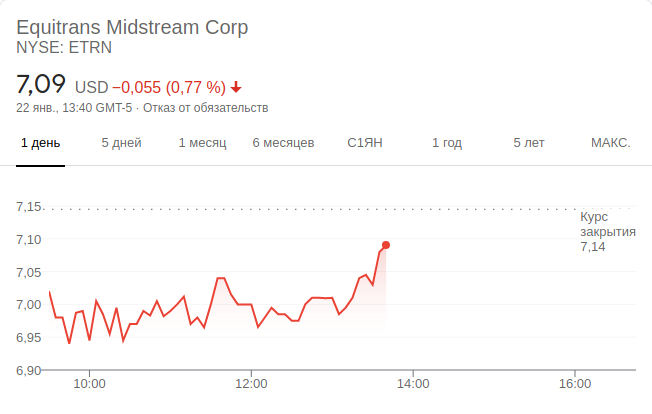 Equitrans Midstream Corp
NYSE: ETRN
7,09 USD −0,055 (0,77 %)
22 янв., 13:40 GMT-5 · Отказ от обязательств
1 день 5 дней 1 месяц 6 месяцев С1ЯН 1 год 5 лет МАКС.
7,15
Курс
закрытия
7,14
7,10
7,05
7,00
6,95
6,90
10:00 12:00 14:00 16:00